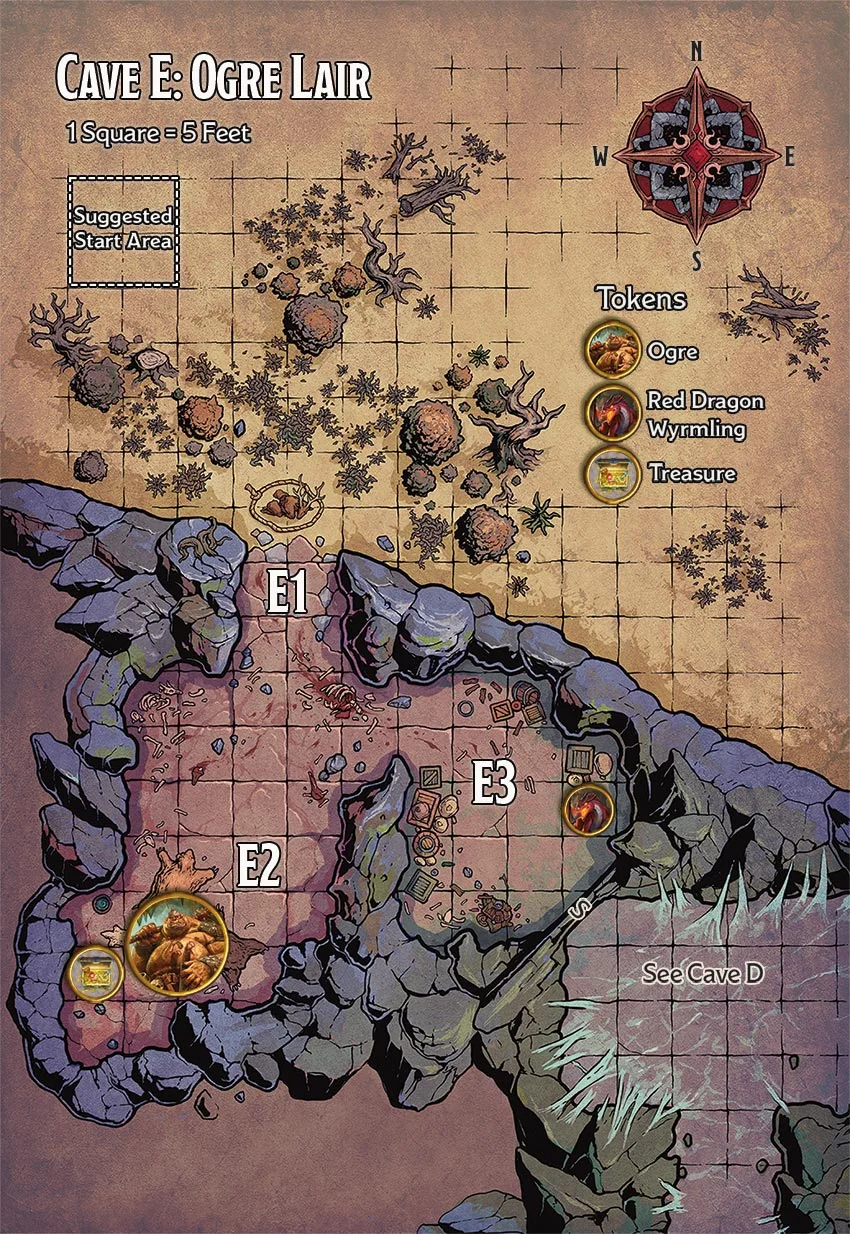 CAVE E: OGRE LAIR
1 Square = 5 Feet
Suggested
Start Area
N
W
E
S
Tokens
Ogre
Red Dragon
Wyrmling
Treasure
E1
E3
E2
S
See Cave D